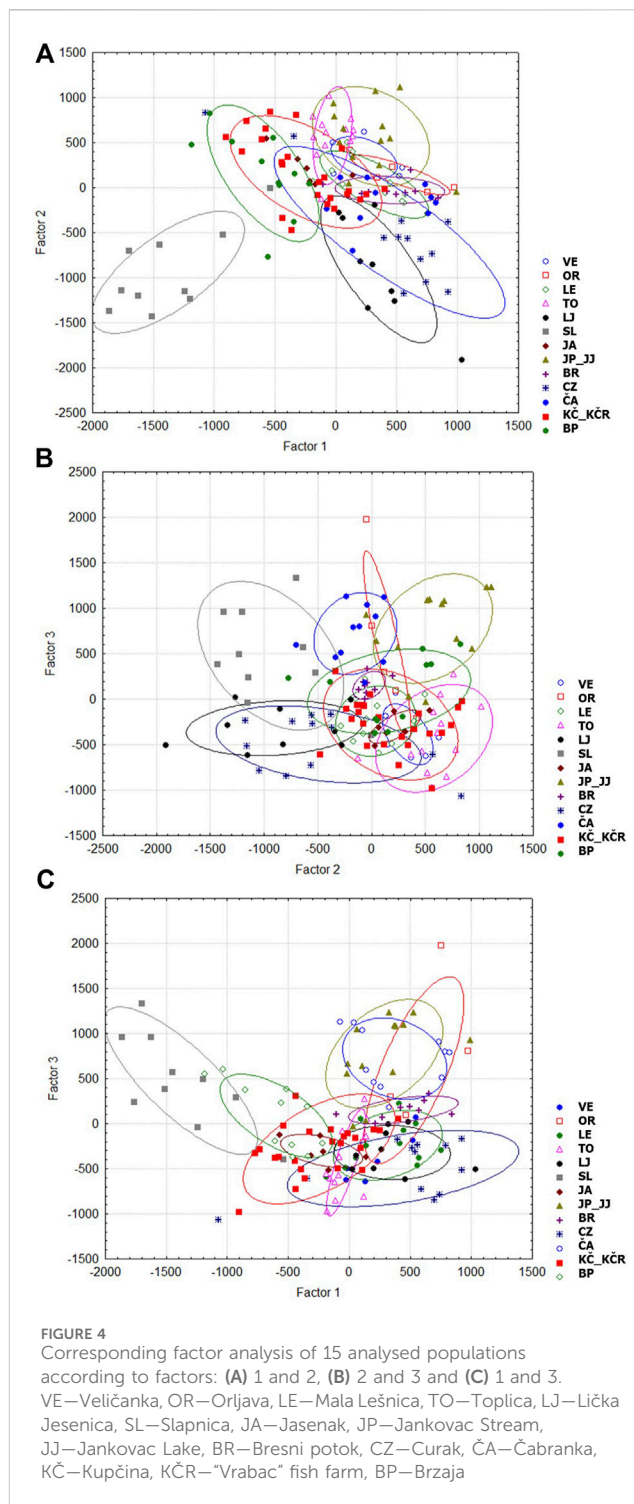 A
1500
1000
500
0
-500
-1000
-1500
-2000
-2500
Factor 2
-2000 -1500 -1000 -500 0 500 1000 1500
Factor 1
VE
OR
LE
TO
LJ
SL
JA
JP_JJ
BR
CZ
ČA
KČ_KČR
BP
B
2500
2000
1500
1000
500
0
-500
-1000
-1500
Factor 3
-2500 -2000 -1500 -1000 -500 0 500 1000 1500
Factor 2
VE
OR
LE
TO
LJ
SL
JA
JP_JJ
BR
CZ
ČA
KČ_KČR
BP
C
2500
2000
1500
1000
500
0
-500
-1000
-1500
Factor 3
-2000 -1500 -1000 -500 0 500 1000 1500
Factor 1
VE
OR
LE
TO
LJ
SL
JA
JP_JJ
BR
CZ
ČA
KČ_KČR
BP
FIGURE 4
Corresponding factor analysis of 15 analysed populations
according to factors: (A) 1 and 2, (B) 2 and 3 and (C) 1 and 3.
VE—Veličanka, OR—Orljava, LE—Mala Lešnica, TO—Toplica, LJ—Lička
Jesenica, SL—Slapnica, JA—Jasenak, JP—Jankovac Stream,
JJ—Jankovac Lake, BR—Bresni potok, CZ—Curak, ČA—Čabranka,
KČ—Kupčina, KČR—“Vrabac” fish farm, BP—Brzaja